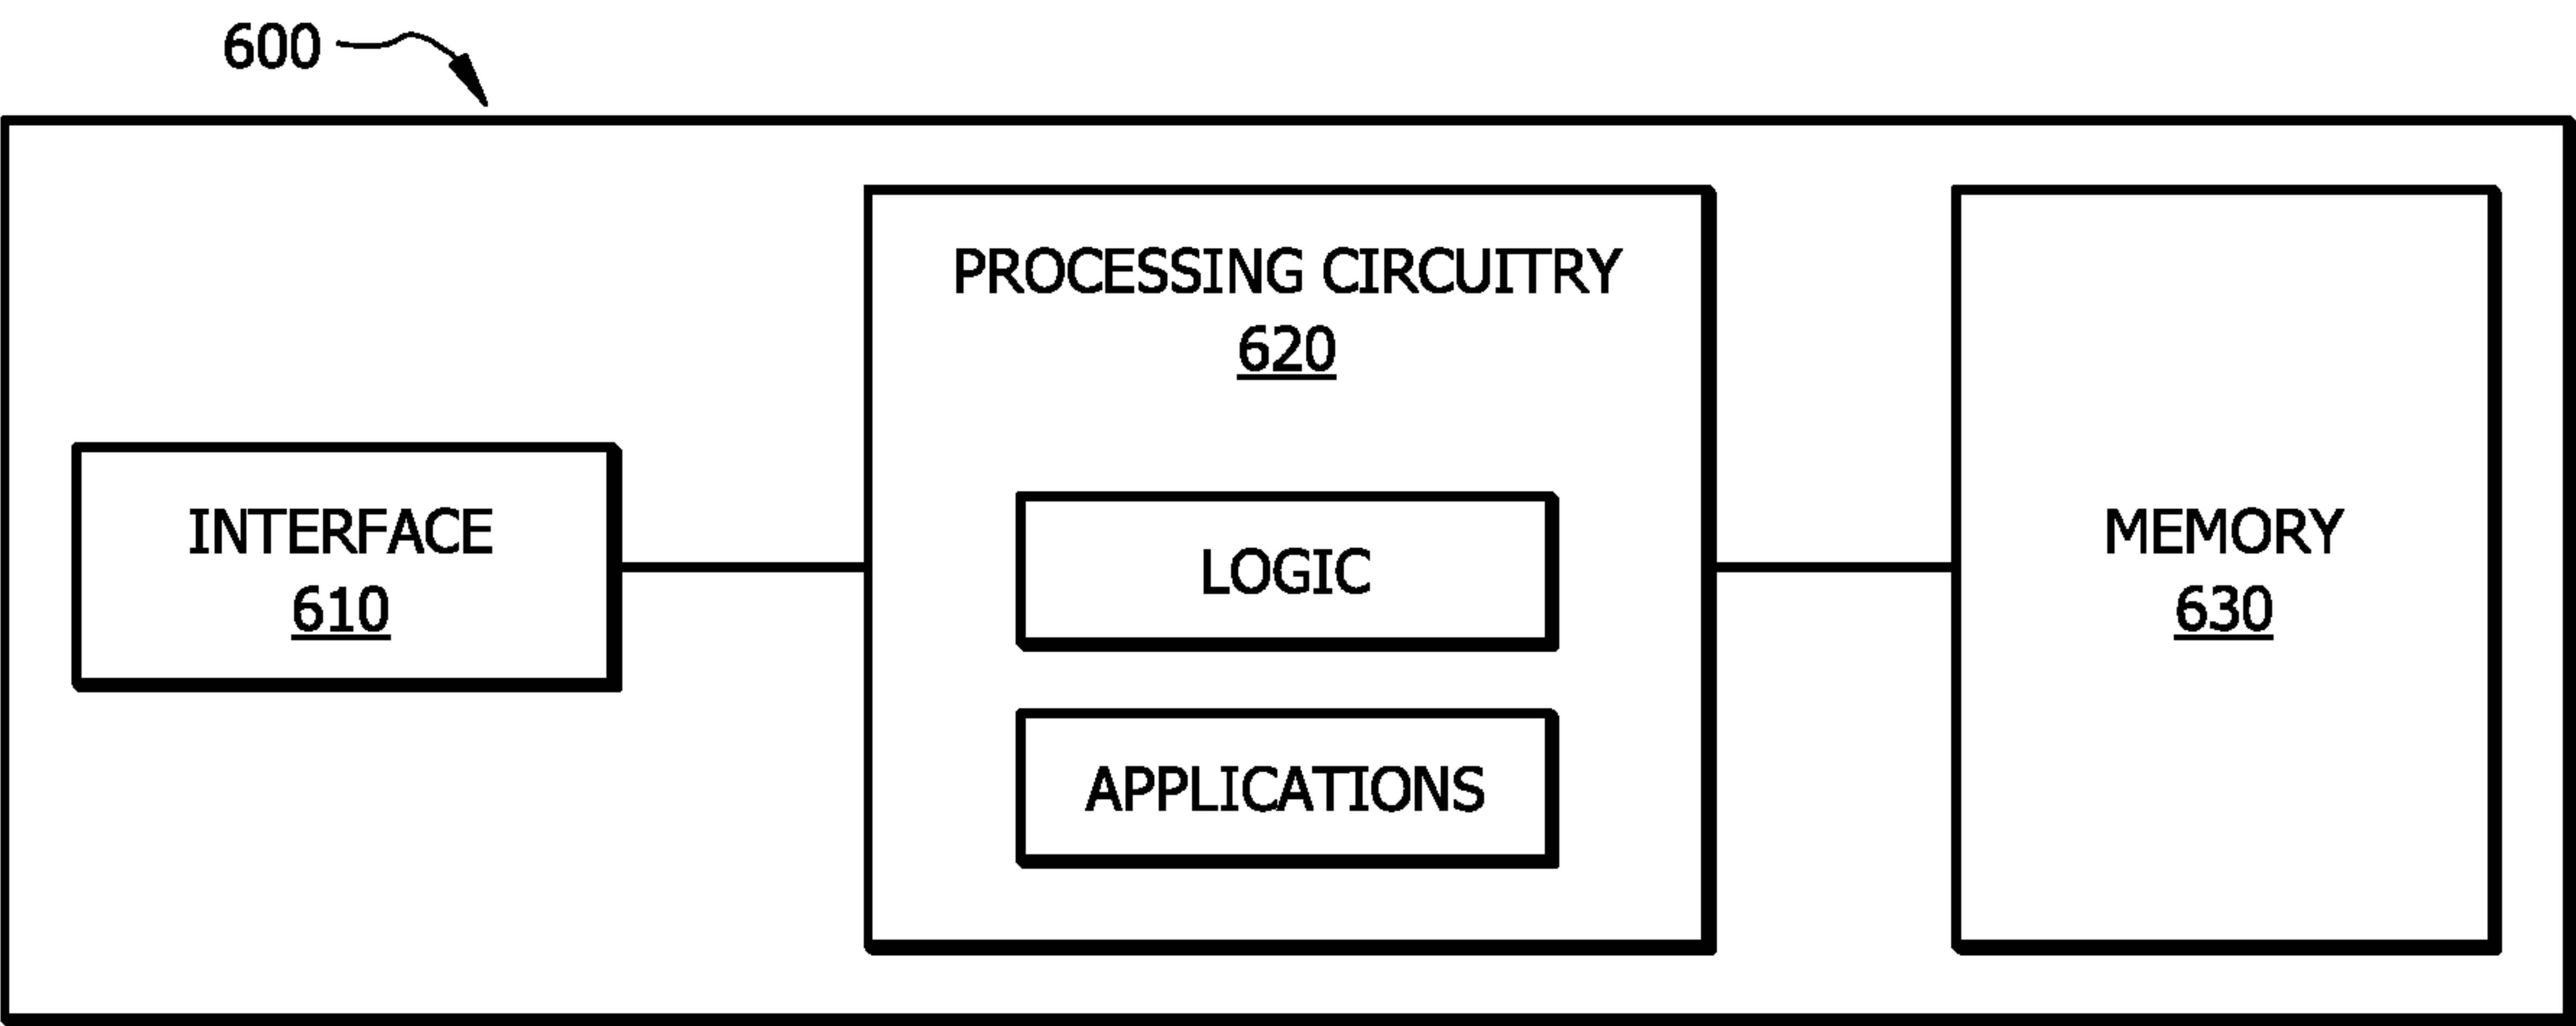 600
PROCESSING CIRCUITRY
620
INTERFACE
610
LOGIC
APPLICATIONS
MEMORY
630